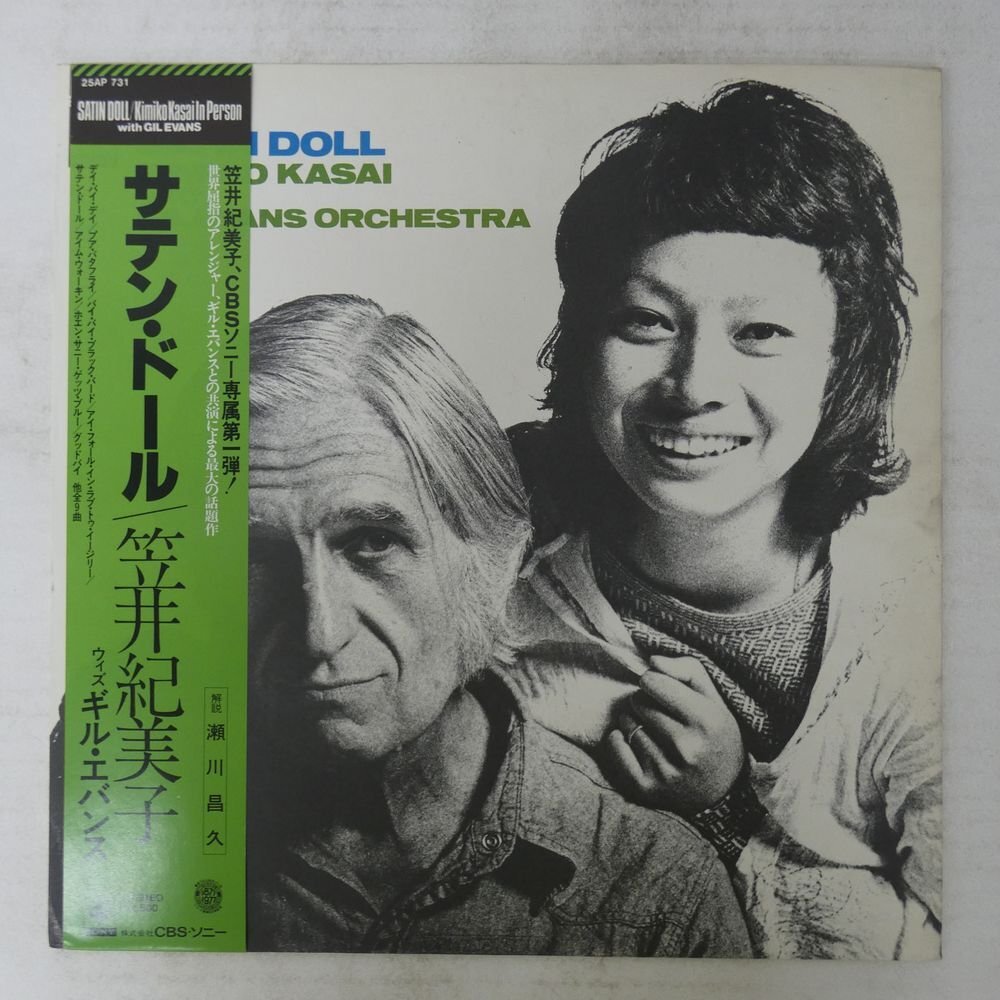 25AP 731
SATIN DOLL/Kimiko Kasai In Person
with GIL EVANS
DOLL
KASAI
ORCHESTRA
笠井紀美子、CBSソニー専属第一弾!
世界屈指のアレンジャー、ギル・エバンスとの共演による最大の話題作
サテン・ドール/笠井紀美子
ウィズ ギル・エバンス
デイ・バイ・デイ/プア・バタフライ/バイ・バイ・ブラック・バード/アイ・フォール・イン・ラブ・トゥ・イージリー/
サテン・ドール/アイム・ウォーキン/ホエン・サニー・ゲッツ・ブルー/グッドバイ 他全9曲
解説 瀬川昌久
株式会社CBS・ソニー